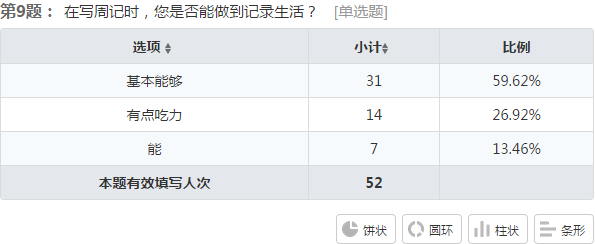 第9题： 在写周记时，您是否能做到记录生活？ [单选题]
选项 小计 比例
基本能够 31 59.62%
有点吃力 14 26.92%
能 7 13.46%
本题有效填写人次 52
饼状 圆环 柱状 条形